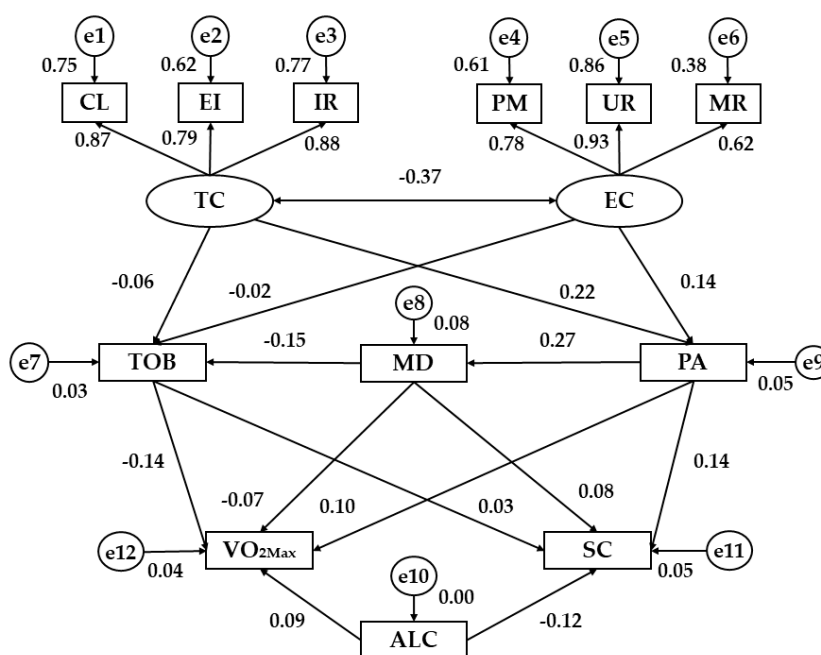 e1 e2 e3 e4 e5 e6
0.75 0.62 0.77 0.61 0.86 0.38
CL EI IR PM UR MR
0.87 0.79 0.88 0.78 0.93 0.62
TC -0.37 EC
-0.06 -0.02 0.22 0.14
e8
0.08
-0.15 0.27
e7 TOB MD PA e9
0.03 0.05
-0.14 0.14
-0.07 0.10 0.03 0.08
e12 VO2Max SC e11
0.04 0.05
e10
0.00
0.09 -0.12
ALC